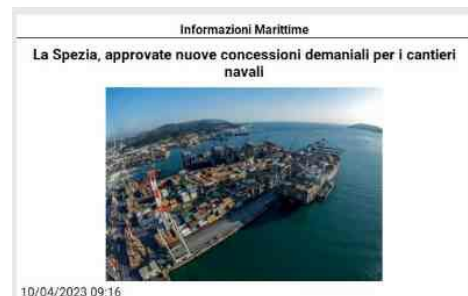 Informazioni Marittime
La Spezia, approvate nuove concessioni demaniali per i cantieri
navali
10/04/2023 09:16